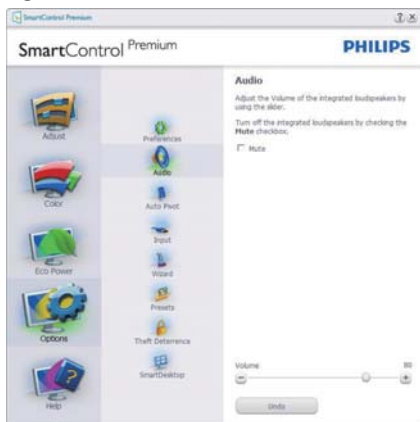 SmartControl Premium
SmartControl Premium
PHILIPS
Adjust
Color
Eco Power
Options
Help
Preferences
Audio
Auto Pivot
Input
Wizard
Presets
Theft Deterrence
SmartDesktop
Audio
Adjust the Volume of the integrated loudspeakers by
using the slider.
Turn off the integrated loudspeakers by checking the
Mute checkbox.
Mute
Volume
80
Undo